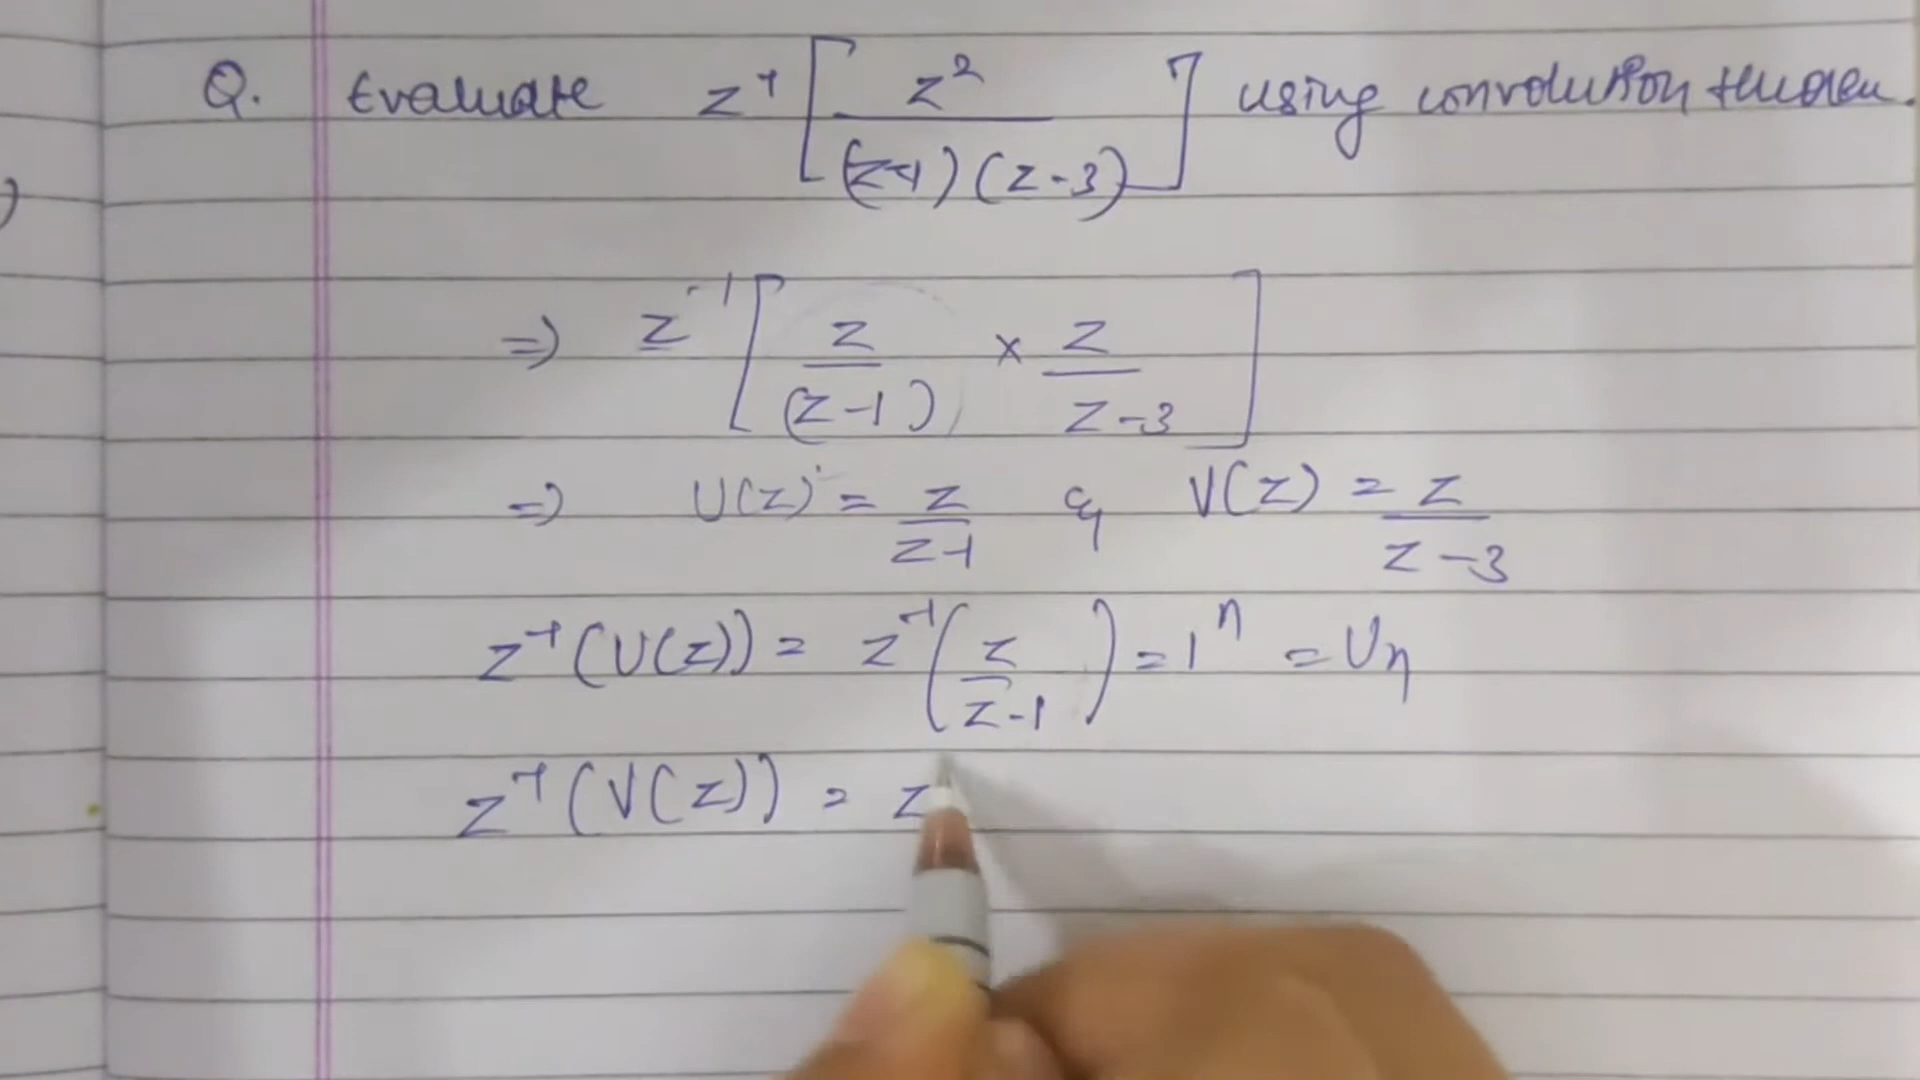 Q. Evaluate z⁻¹[z²/((z-1)(z-3))] using convolution theorem.
=) z⁻¹[z/(z-1) × z/(z-3)]
=) U(z) = z/(z-1) & V(z) = z/(z-3)
z⁻¹(U(z)) = z⁻¹(z/(z-1)) = 1ⁿ = Uₙ
z⁻¹(V(z)) = z